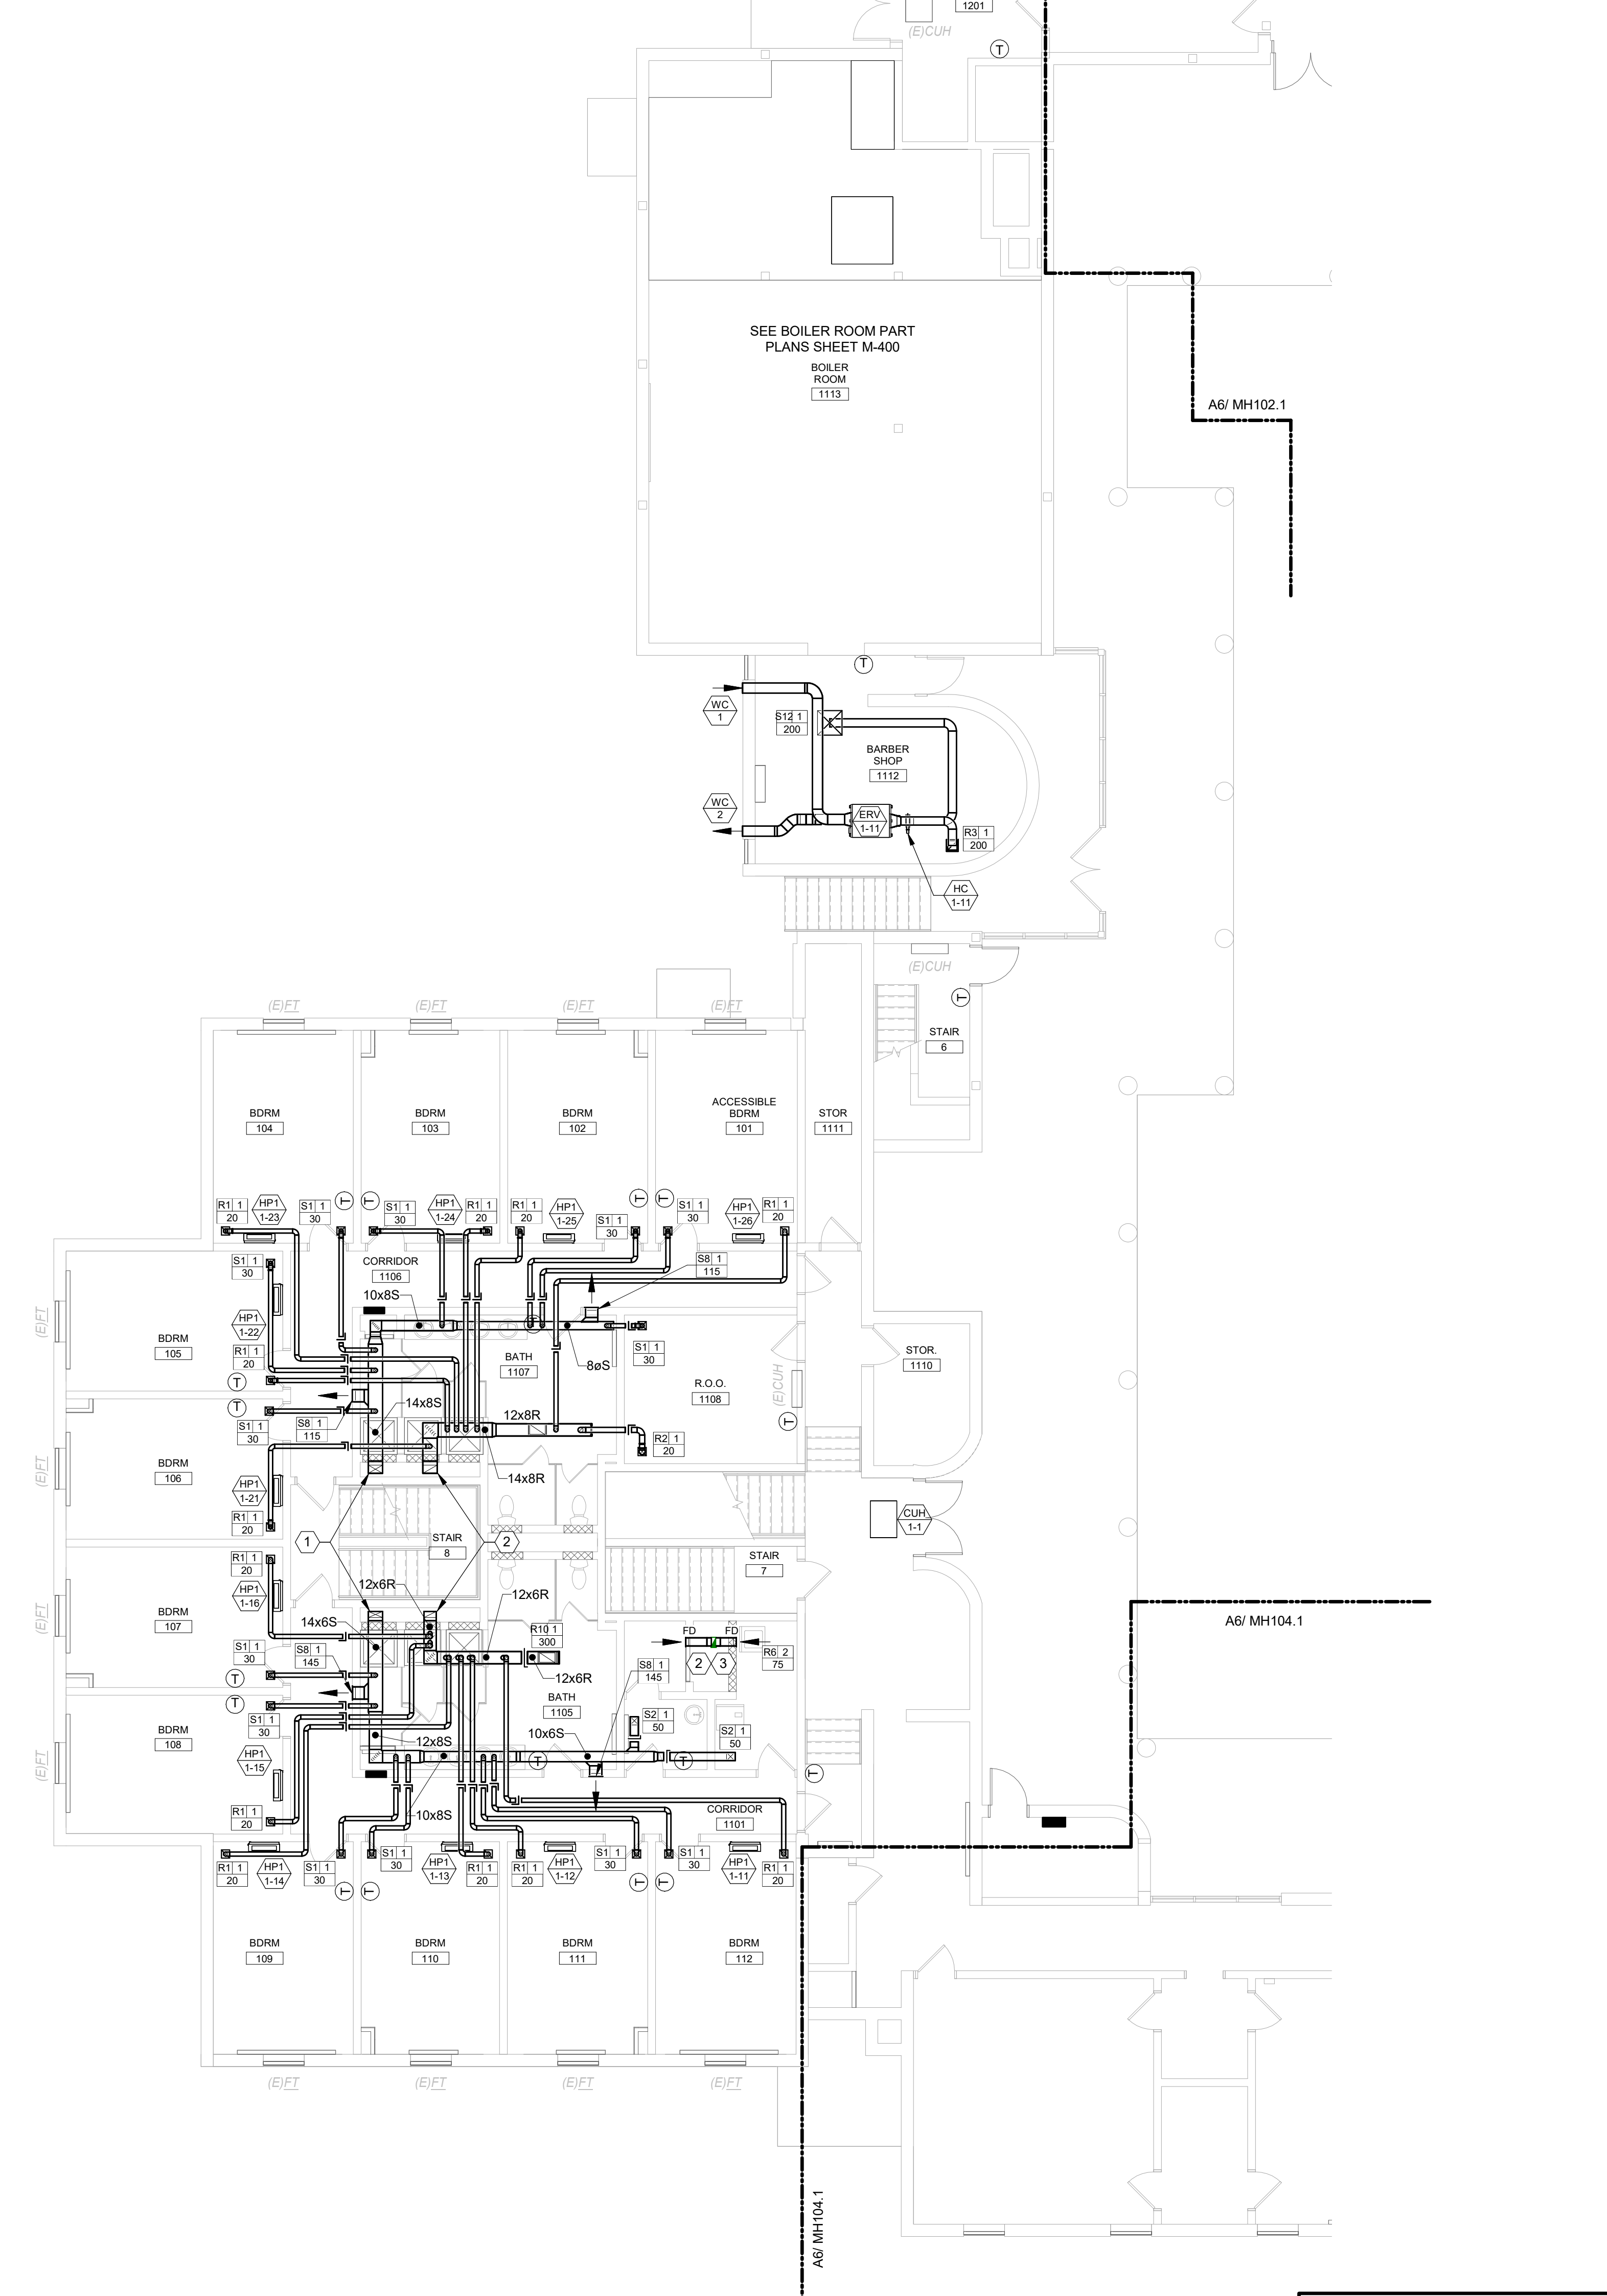 1201
(E)CUH
T
SEE BOILER ROOM PART
PLANS SHEET M-400
BOILER
ROOM
1113
A6/ MH102.1
T
WC
1
S12 1
200
BARBER
SHOP
1112
WC
2
ERV
1-11
R3 1
200
HC
1-11
(E)CUH
T
STAIR
6
(E)FT
(E)FT
(E)FT
(E)FT
BDRM
104
BDRM
103
BDRM
102
ACCESSIBLE
BDRM
101
STOR
1111
R1 1
20
HP1
1-23
S1 1
30
T
T
S1 1
30
HP1
1-24
R1 1
20
R1 1
20
HP1
1-25
S1 1
30
T
T
S1 1
30
HP1
1-26
R1 1
20
S1 1
30
CORRIDOR
1106
S8 1
115
10x8S
(E)FT
HP1
1-22
BDRM
105
R1 1
20
T
T
BATH
1107
8øS
S1 1
30
STOR.
1110
R.O.O.
1108
(E)CUH
T
T
S1 1
30
S8 1
115
14x8S
12x8R
R2 1
20
(E)FT
BDRM
106
14x8R
HP1
1-21
R1 1
20
CUH
1-1
1
STAIR
8
2
R1 1
20
STAIR
7
12x6R
12x6R
HP1
1-16
(E)FT
BDRM
107
14x6S
R10 1
300
FD
FD
A6/ MH104.1
S1 1
30
S8 1
145
12x6R
2
3
R6 2
75
S8 1
145
T
T
BATH
1105
S1 1
30
S2 1
50
S2 1
50
BDRM
108
12x8S
10x6S
T
T
T
HP1
1-15
(E)FT
R1 1
20
10x8S
CORRIDOR
1101
R1 1
20
HP1
1-14
S1 1
30
S1 1
30
HP1
1-13
R1 1
20
R1 1
20
HP1
1-12
S1 1
30
S1 1
30
HP1
1-11
R1 1
20
T
T
T
T
BDRM
109
BDRM
110
BDRM
111
BDRM
112
(E)FT
(E)FT
(E)FT
(E)FT
A6/ MH104.1